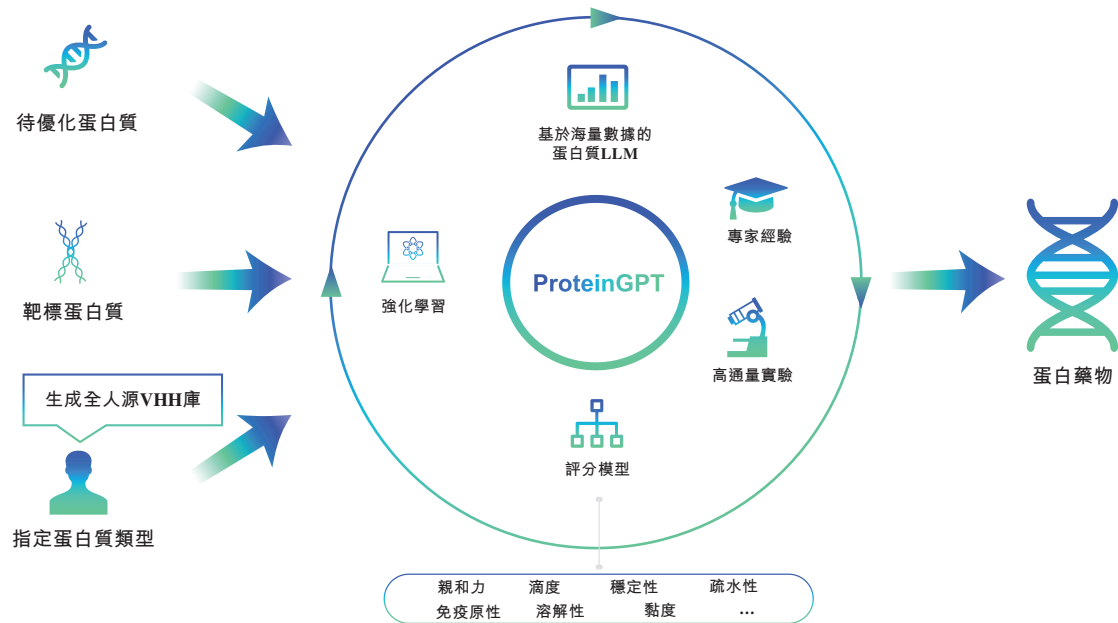 待優化蛋白質
靶標蛋白質
生成全人源VHH庫
指定蛋白質類型
基於海量數據的
蛋白質LLM
專家經驗
高通量實驗
評分模型
強化學習
ProteinGPT
親和力 滴度 穩定性 疏水性
免疫原性 溶解性 黏度 ...
蛋白藥物